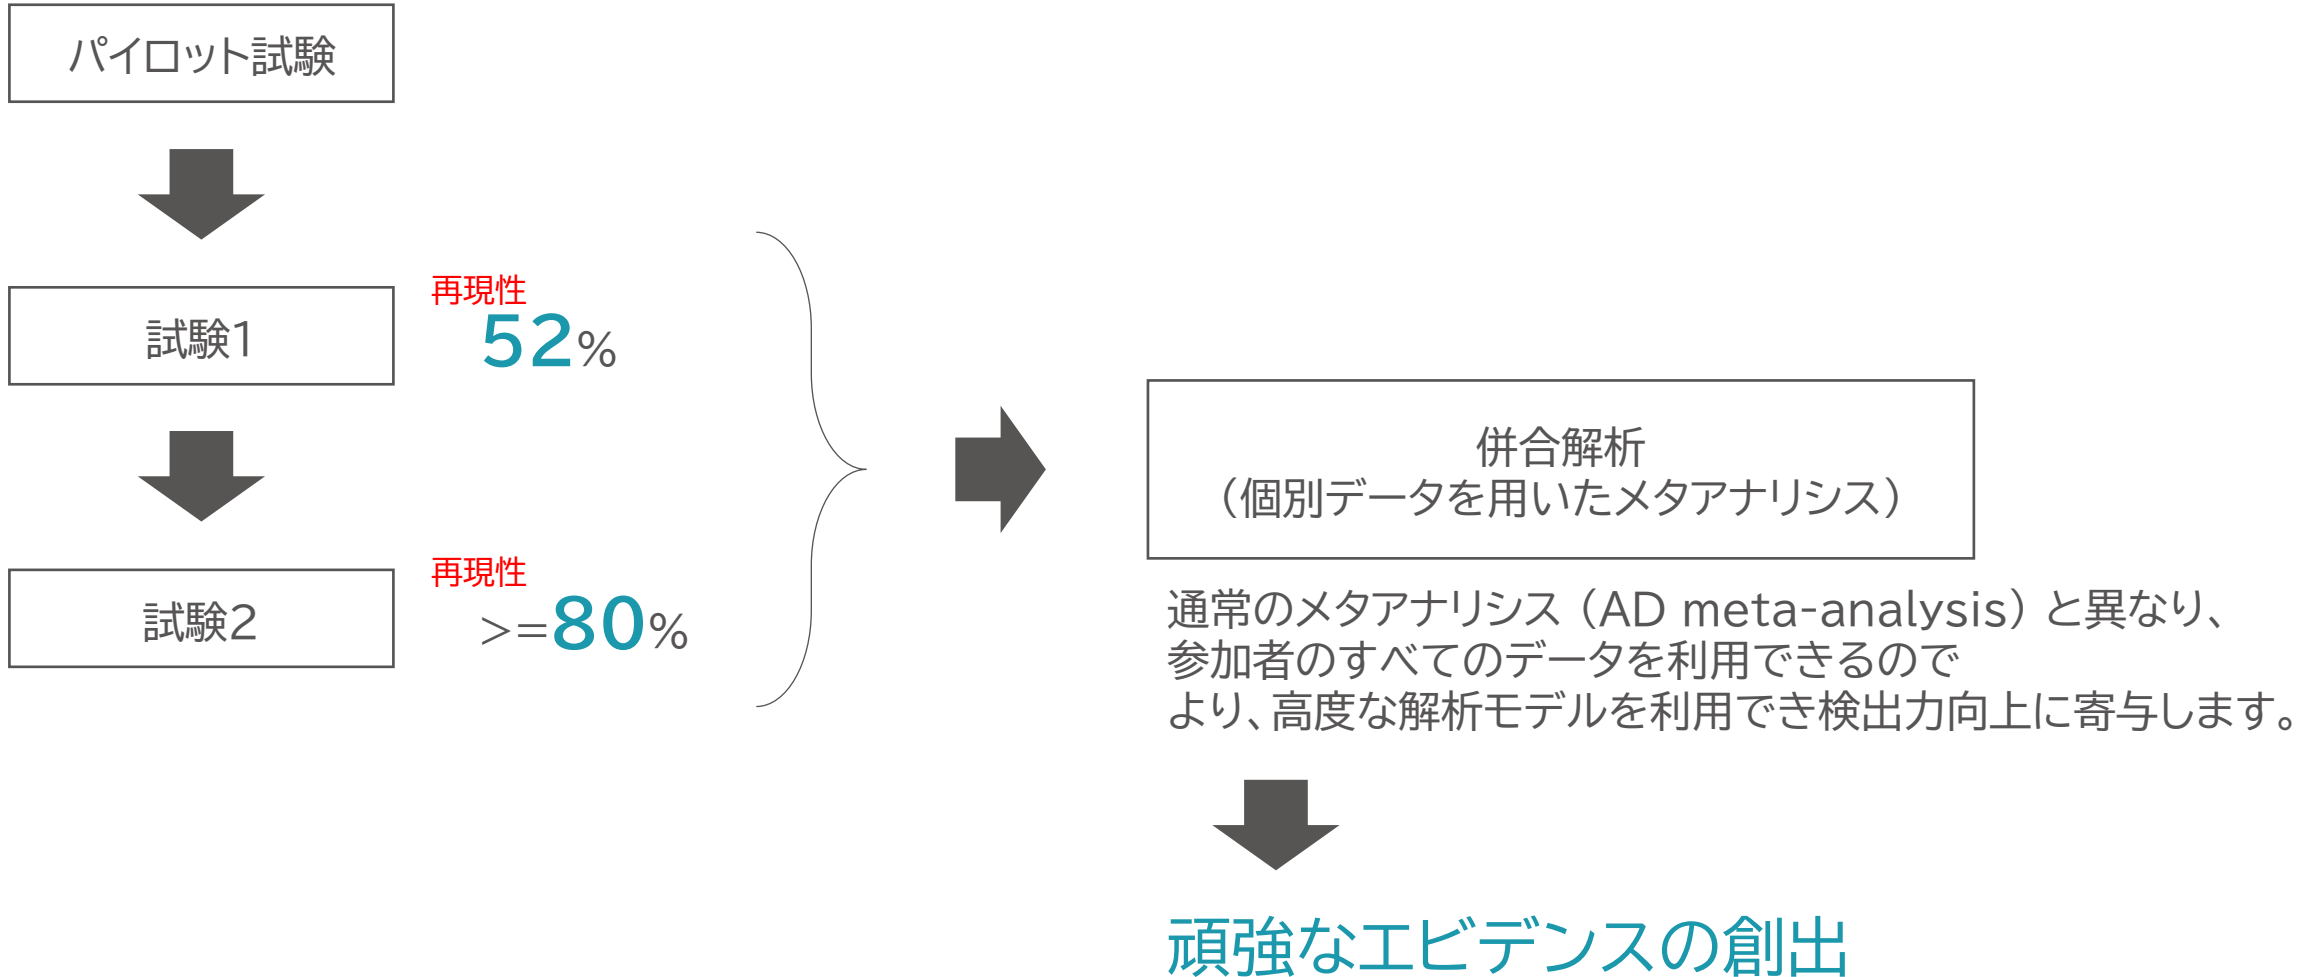 パイロット試験
試験1
再現性
52%
試験2
再現性
>=80%
併合解析
（個別データを用いたメタアナリシス）
通常のメタアナリシス（AD meta-analysis）と異なり、
参加者のすべてのデータを利用できるので
より、高度な解析モデルを利用でき検出力向上に寄与します。
頑強なエビデンスの創出